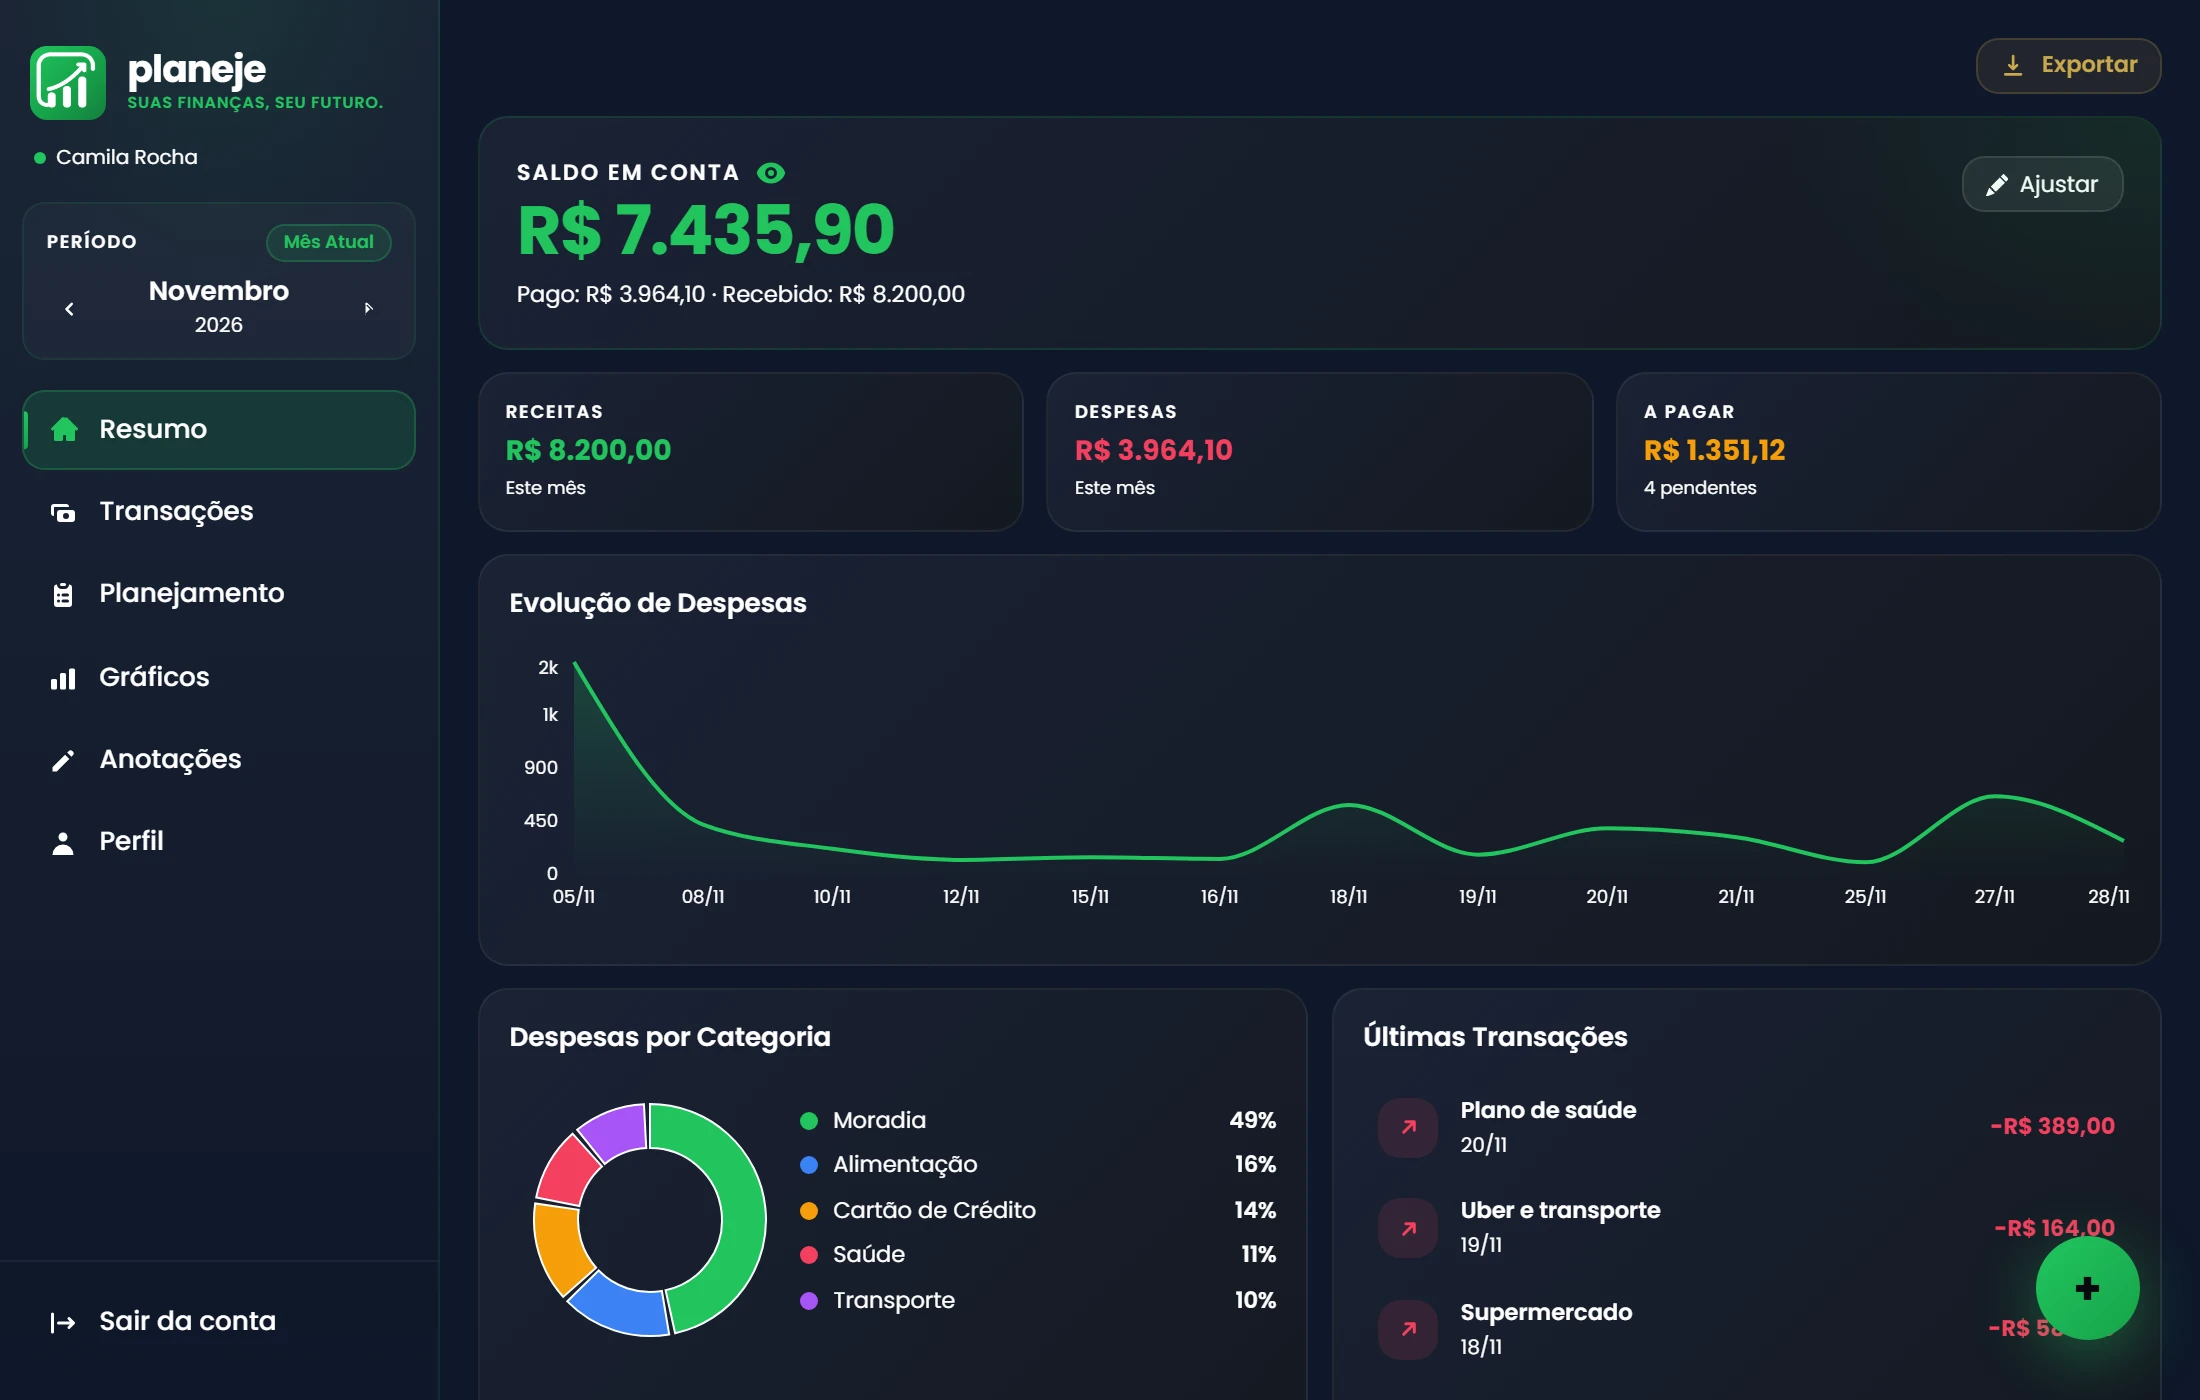 planeje
SUAS FINANÇAS, SEU FUTURO.
Camila Rocha
PERÍODO
Mês Atual
Novembro
2026
Resumo
Transações
Planejamento
Gráficos
Anotações
Perfil
Sair da conta
Exportar
SALDO EM CONTA
Ajustar
R$ 7.435,90
Pago: R$ 3.964,10 · Recebido: R$ 8.200,00
RECEITAS
R$ 8.200,00
Este mês
DESPESAS
R$ 3.964,10
Este mês
A PAGAR
R$ 1.351,12
4 pendentes
Evolução de Despesas
2k
1k
900
450
0
05/11 08/11 10/11 12/11 15/11 16/11 18/11 19/11 20/11 21/11 25/11 27/11 28/11
Despesas por Categoria
Moradia 49%
Alimentação 16%
Cartão de Crédito 14%
Saúde 11%
Transporte 10%
Últimas Transações
Plano de saúde
20/11
-R$ 389,00
Uber e transporte
19/11
-R$ 164,00
Supermercado
18/11
-R$